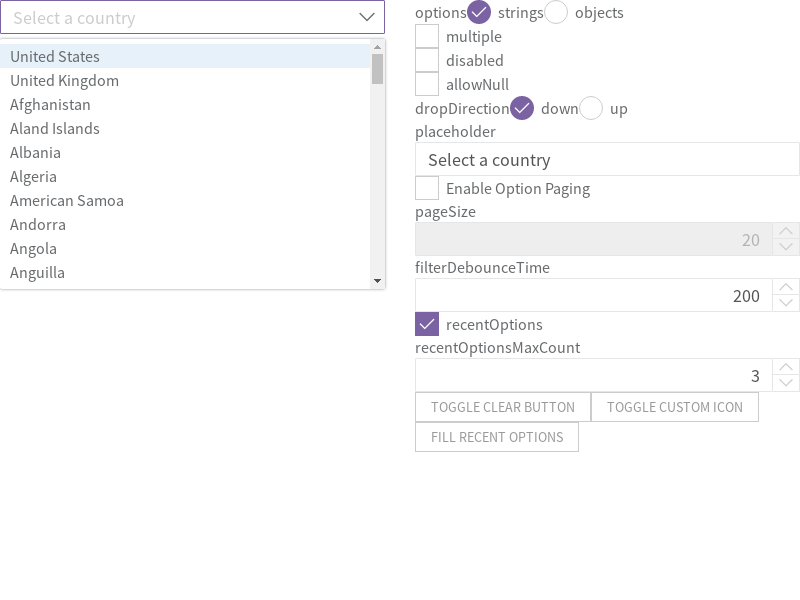 Select a country
United States
United Kingdom
Afghanistan
Aland Islands
Albania
Algeria
American Samoa
Andorra
Angola
Anguilla
options strings objects
multiple
disabled
allowNull
dropDirection down up
placeholder
Select a country
Enable Option Paging
pageSize
20
filterDebounceTime
200
recentOptions
recentOptionsMaxCount
3
TOGGLE CLEAR BUTTON TOGGLE CUSTOM ICON
FILL RECENT OPTIONS